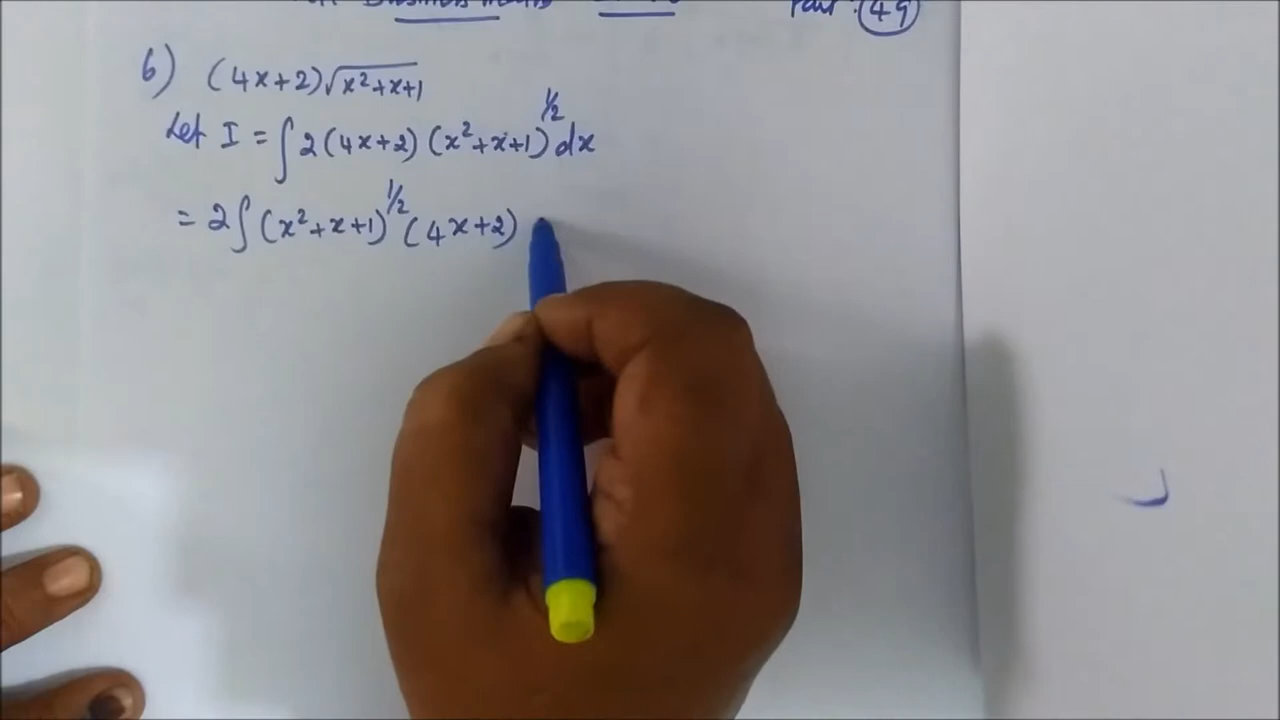 49
6) (4x+2)√x²+x+1
Let I = ∫2(4x+2) (x²+x+1)^1/2 dx
= 2∫(x²+x+1)^1/2 (4x+2)